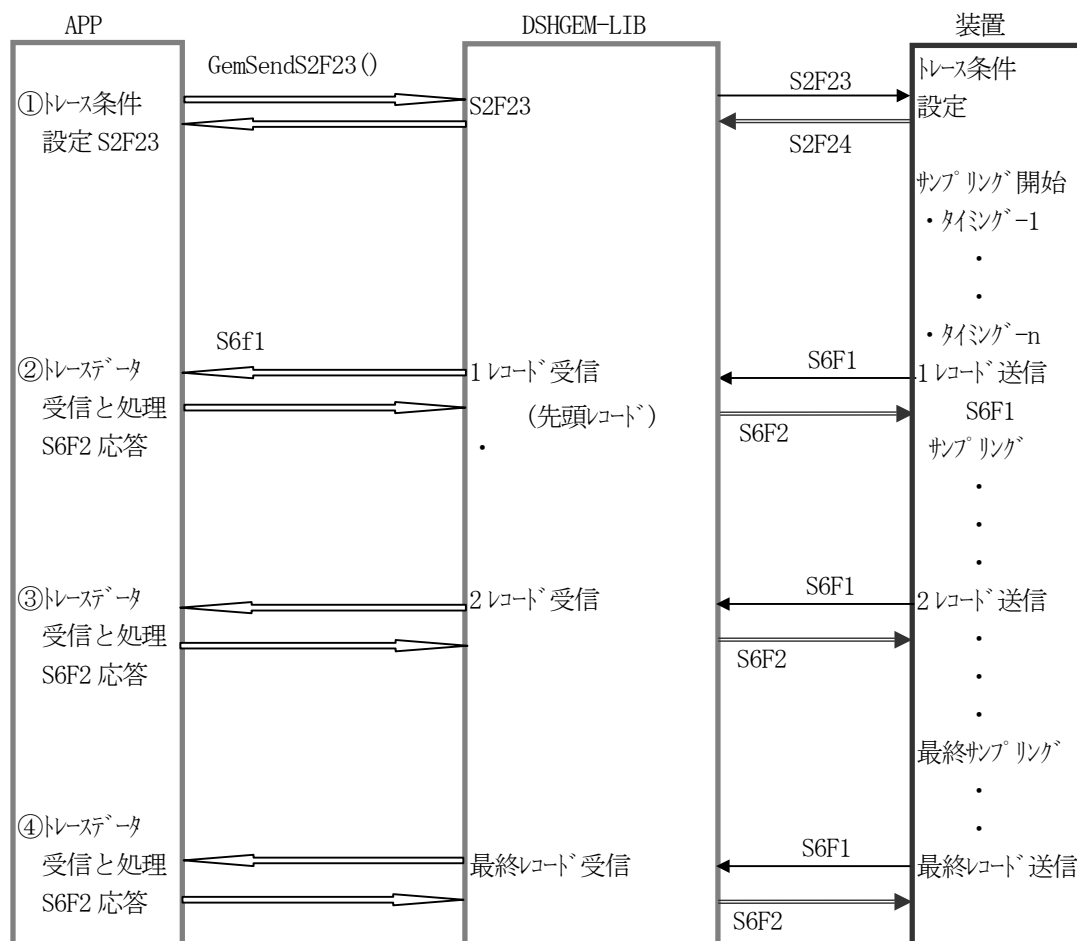 APP
DSHGEM-LIB
装置
GemSendS2F23()
①ﾄﾚｰｽ条件
設定 S2F23
S2F23
S2F23
S2F24
ﾄﾚｰｽ条件
設定
ｻﾝﾌﾟﾘﾝｸﾞ開始
・ﾀｲﾐﾝｸﾞ-1
・
・
・ﾀｲﾐﾝｸﾞ-n
S6f1
②ﾄﾚｰｽﾃﾞｰﾀ
受信と処理
S6F2 応答
1 ﾚｺｰﾄﾞ受信
(先頭ﾚｺｰﾄﾞ)
・
S6F1
S6F2
1 ﾚｺｰﾄﾞ送信
S6F1
ｻﾝﾌﾟﾘﾝｸﾞ
・
・
・
③ﾄﾚｰｽﾃﾞｰﾀ
受信と処理
S6F2 応答
2 ﾚｺｰﾄﾞ受信
S6F1
S6F2
2 ﾚｺｰﾄﾞ送信
・
・
・
最終ｻﾝﾌﾟﾘﾝｸﾞ
・
・
④ﾄﾚｰｽﾃﾞｰﾀ
受信と処理
S6F2 応答
最終ﾚｺｰﾄﾞ受信
S6F1
S6F2
最終ﾚｺｰﾄﾞ送信